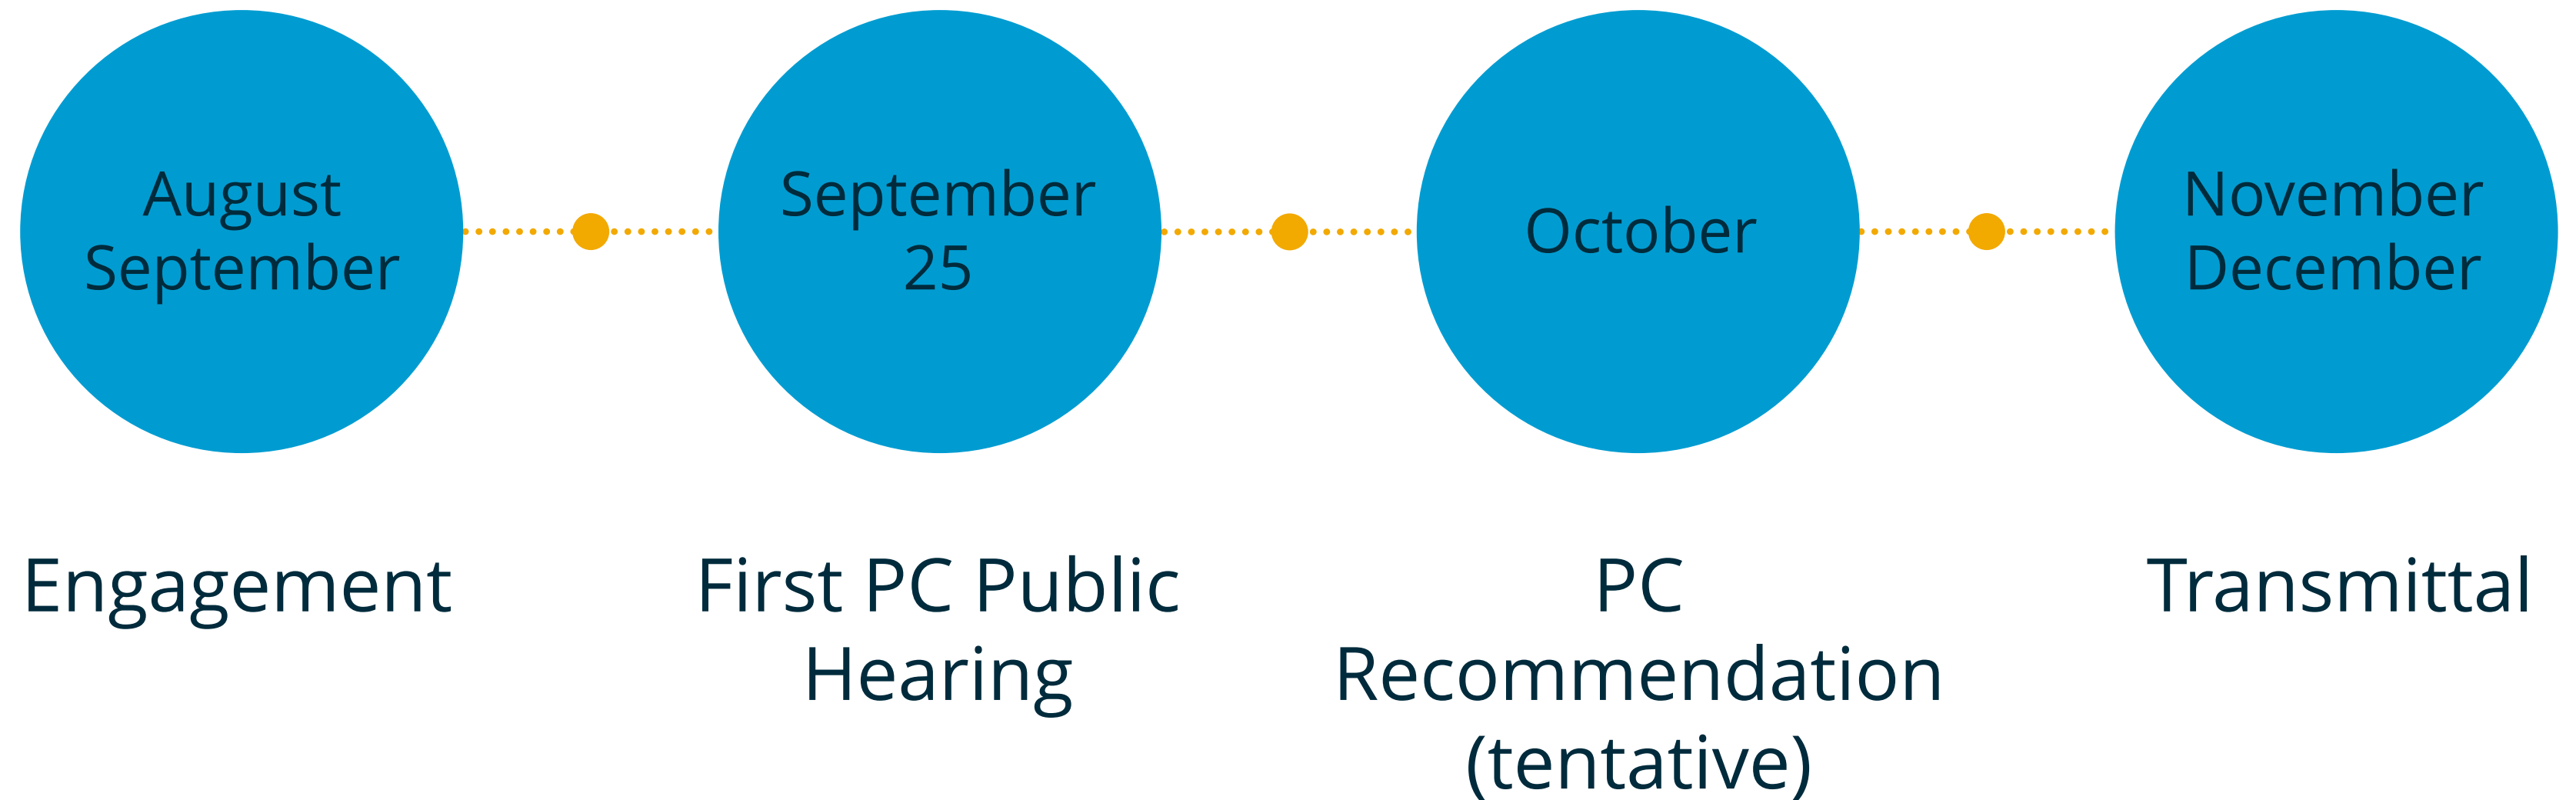 August
September
September
25
October
November
December
Engagement
First PC Public
Hearing
PC
Recommendation
(tentative)
Transmittal